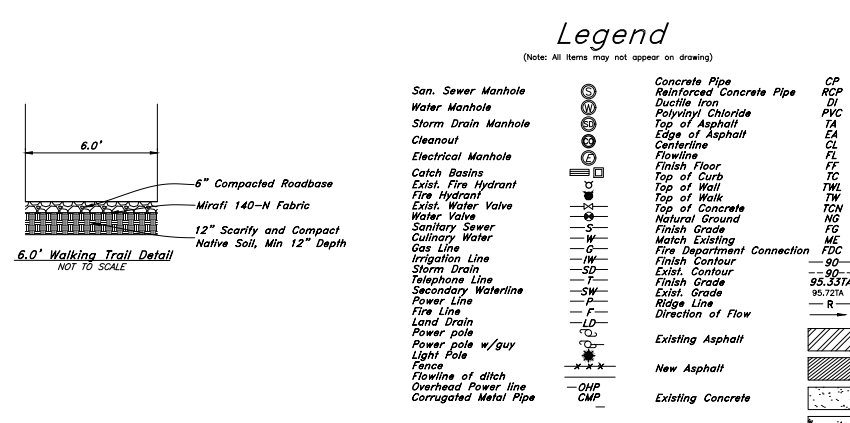 Legend
(Note: All Items may not appear on drawing)
6.0'
6" Compacted Roadbase
Mirafi 140-N Fabric
12" Scarify and Compact
Native Soil, Min 12" Depth
6.0' Walking Trail Detail
NOT TO SCALE
San. Sewer Manhole S
Water Manhole W
Storm Drain Manhole SD
Cleanout
Electrical Manhole E
Catch Basins
Exist. Fire Hydrant
Fire Hydrant
Exist. Water Valve
Water Valve
Sanitary Sewer S
Culinary Water W
Gas Line G
Irrigation Line IW
Storm Drain SD
Telephone Line T
Secondary Waterline SW
Power Line P
Fire Line F
Land Drain LD
Power pole
Power pole w/guy
Light Pole
Fence x x x
Flowline of ditch
Overhead Power line OHP
Corrugated Metal Pipe CMP
Concrete Pipe CP
Reinforced Concrete Pipe RCP
Ductile Iron DI
Polyvinyl Chloride PVC
Top of Asphalt TA
Edge of Asphalt EA
Centerline CL
Flowline FL
Finish Floor FF
Top of Curb TC
Top of Wall TWL
Top of Walk TW
Top of Concrete TCN
Natural Ground NG
Finish Grade FG
Match Existing ME
Fire Department Connection FDC
Finish Contour 90
Exist. Contour 90
Finish Grade 95.33TA
Exist. Grade 95.72TA
Ridge Line R
Direction of Flow
Existing Asphalt
New Asphalt
Existing Concrete